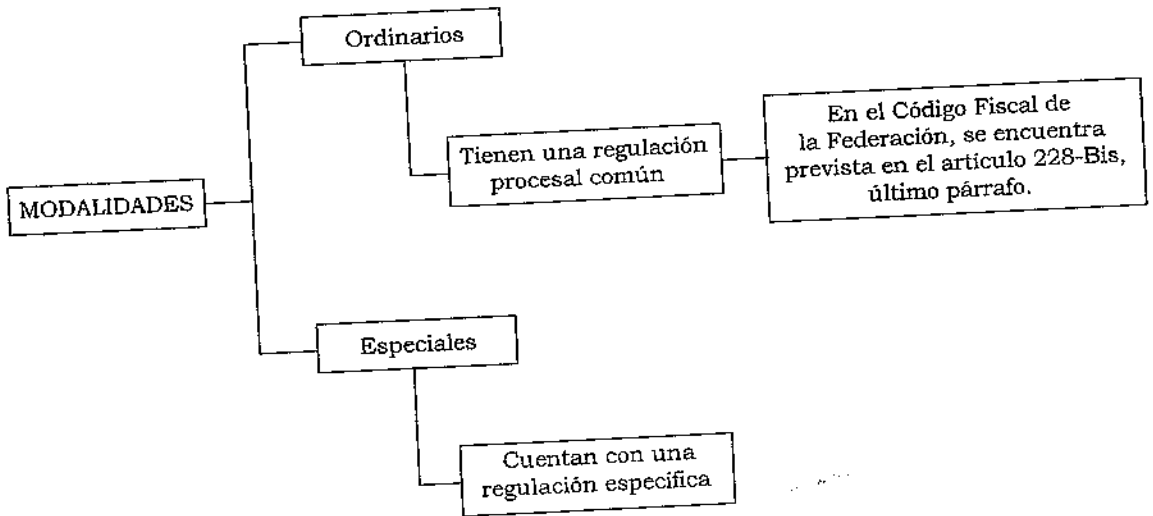 Ordinarios
Tienen una regulación
procesal común
En el Código Fiscal de
la Federación, se encuentra
prevista en el artículo 228-Bis,
último párrafo.
MODALIDADES
Especiales
Cuentan con una
regulación específica